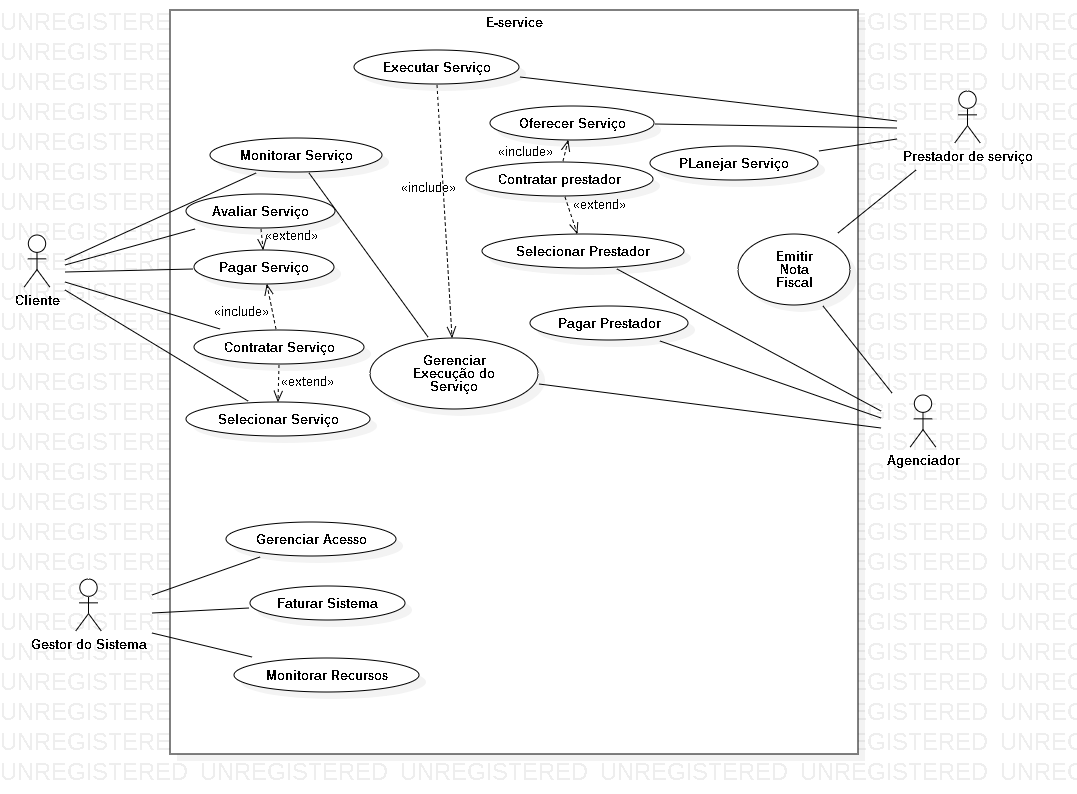 E-service
Executar Serviço
Oferecer Serviço
Prestador de serviço
Monitorar Serviço
«include»
PLanejar Serviço
Contratar prestador
«include»
«extend»
Avaliar Serviço
«extend»
Selecionar Prestador
Emitir
Nota
Fiscal
Pagar Serviço
Cliente
«include»
Pagar Prestador
Contratar Serviço
Gerenciar
Execução do
Serviço
«extend»
Selecionar Serviço
Agenciador
Gerenciar Acesso
Faturar Sistema
Gestor do Sistema
Monitorar Recursos
UNREGISTERED UNREGISTERED UNREGISTERED UNREGISTERED UNREGISTERED UNREG